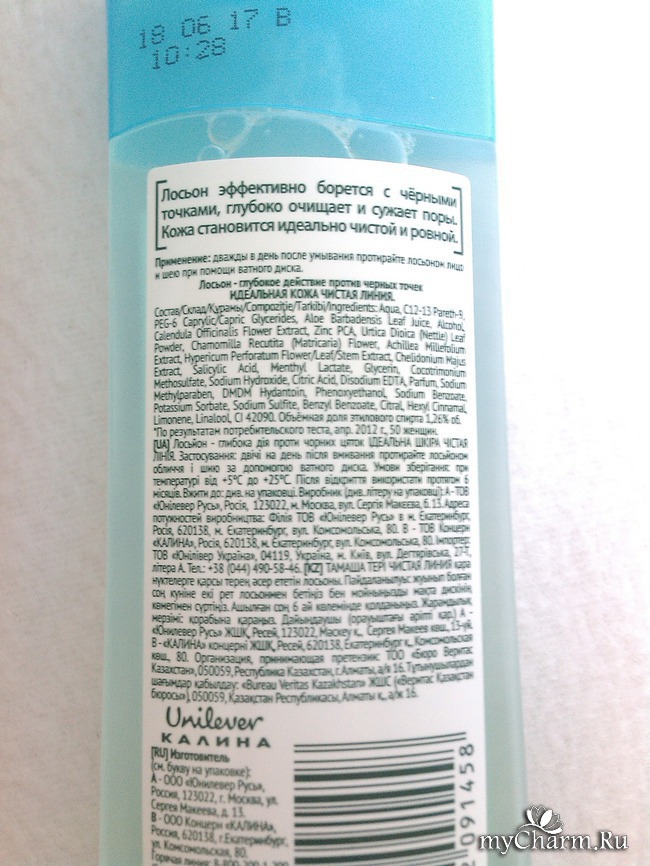 18 06 17 В
10:28
Лосьон эффективно борется с чёрными
точками, глубоко очищает и сужает поры.
Кожа становится идеально чистой и ровной.
Применение: дважды в день после умывания протирайте лосьоном лицо
и шею при помощи ватного диска.
Лосьон - глубокое действие против черных точек
ИДЕАЛЬНАЯ КОЖА ЧИСТАЯ ЛИНИЯ.
Состав/Склад/Құрамы/Compoziţie/Tarkibi/Ingredients: Aqua, C12-13 Pareth-9,
PEG-6 Caprylic/Capric Glycerides, Aloe Barbadensis Leaf Juice, Alcohol,
Calendula Officinalis Flower Extract, Zinc PCA, Urtica Dioica (Nettle) Leaf
Powder, Chamomilla Recutita (Matricaria) Flower, Achillea Millefolium
Extract, Hypericum Perforatum Flower/Leaf/Stem Extract, Chelidonium Majus
Extract, Salicylic Acid, Menthyl Lactate, Glycerin, Cocotrimonium
Methosulfate, Sodium Hydroxide, Citric Acid, Disodium EDTA, Parfum, Sodium
Methylparaben, DMDM Hydantoin, Phenoxyethanol, Sodium Benzoate,
Potassium Sorbate, Sodium Sulfite, Benzyl Benzoate, Citral, Hexyl Cinnamal,
Limonene, Linalool, CI 42090. Объёмная доля этилового спирта 1,26% об.
*По результатам потребительского теста, апр. 2012 г., 50 женщин.
[UA] Лосьйон - глибока дія проти чорних цяток ІДЕАЛЬНА ШКІРА ЧИСТАЯ
ЛІНІЯ. Застосування: двічі на день після вмивання протирайте лосьйоном
обличчя і шию за допомогою ватного диска. Умови зберігання: при
температурі від +5°C до +25°C. Після відкриття використати протягом 6
місяців. Вжити до: див. на упаковці. Виробник (див. літеру на упаковці): А - ТОВ
«Юнілевер Русь», Росія, 123022, м. Москва, вул. Сергія Макеєва, б.13. Адреса
потужностей виробництва: Філія ТОВ «Юнілевер Русь» в м. Екатеринбург,
Росія, 620138, м. Екатеринбург, вул. Комсомольська, 80. В - ТОВ Концерн
«КАЛИНА», Росія, 620138, м. Екатеринбург, вул. Комсомольська, 80. Імпортер:
ТОВ «Юнілівер Україна», 04119, Україна, м. Київ, вул. Дегтярівська, 27-Т,
літера А. Тел.: +38 (044) 490-58-46. [KZ] ТАМАША ТЕРІ ЧИСТАЯ ЛИНИЯ қара
нүктелерге қарсы терең әсер ететін лосьоны. Пайдаланылуы: жуынып болған
соң күніне екі рет лосьонмен бетіңіз бен мойныңызды мақта дискінің
көмегімен сүртіңіз. Ашылған соң 6 ай көлемінде қолданыңыз. Жарамдылық
мерзімі: қорабына қараңыз. Дайындаушы (орауыштағы әріпті қар.) А -
«Юнилевер Русь» ЖШҚ, Ресей, 123022, Маскеу қ., Сергея Макеев көш., 13-үй.
В - «КАЛИНА» концерні ЖШҚ, Ресей, 620138, Екатеринбург қ., Комсомольская
көш., 80. Организация, принимающая претензии: ТОО «Бюро Веритас
Казахстан», 050059, Республика Казахстан, г. Алматы, а/я 16. Тұтынушылардан
шағымдар қабылдау: «Bureau Veritas Kazakhstan» ЖШС («Веритас Қазақстан
бюросы»), 050059, Қазақстан Республикасы, Алматы қ., а/ж 16.
Unilever
КАЛИНА
[RU] Изготовитель
(см. букву на упаковке):
А - ООО «Юнилевер Русь»,
Россия, 123022, г. Москва, ул.
Сергея Макеева, д. 13.
В - ООО Концерн «КАЛИНА»,
Россия, 620138, г.Екатеринбург,
ул. Комсомольская, 80.
Горячая линия:
091458
myCharm.Ru